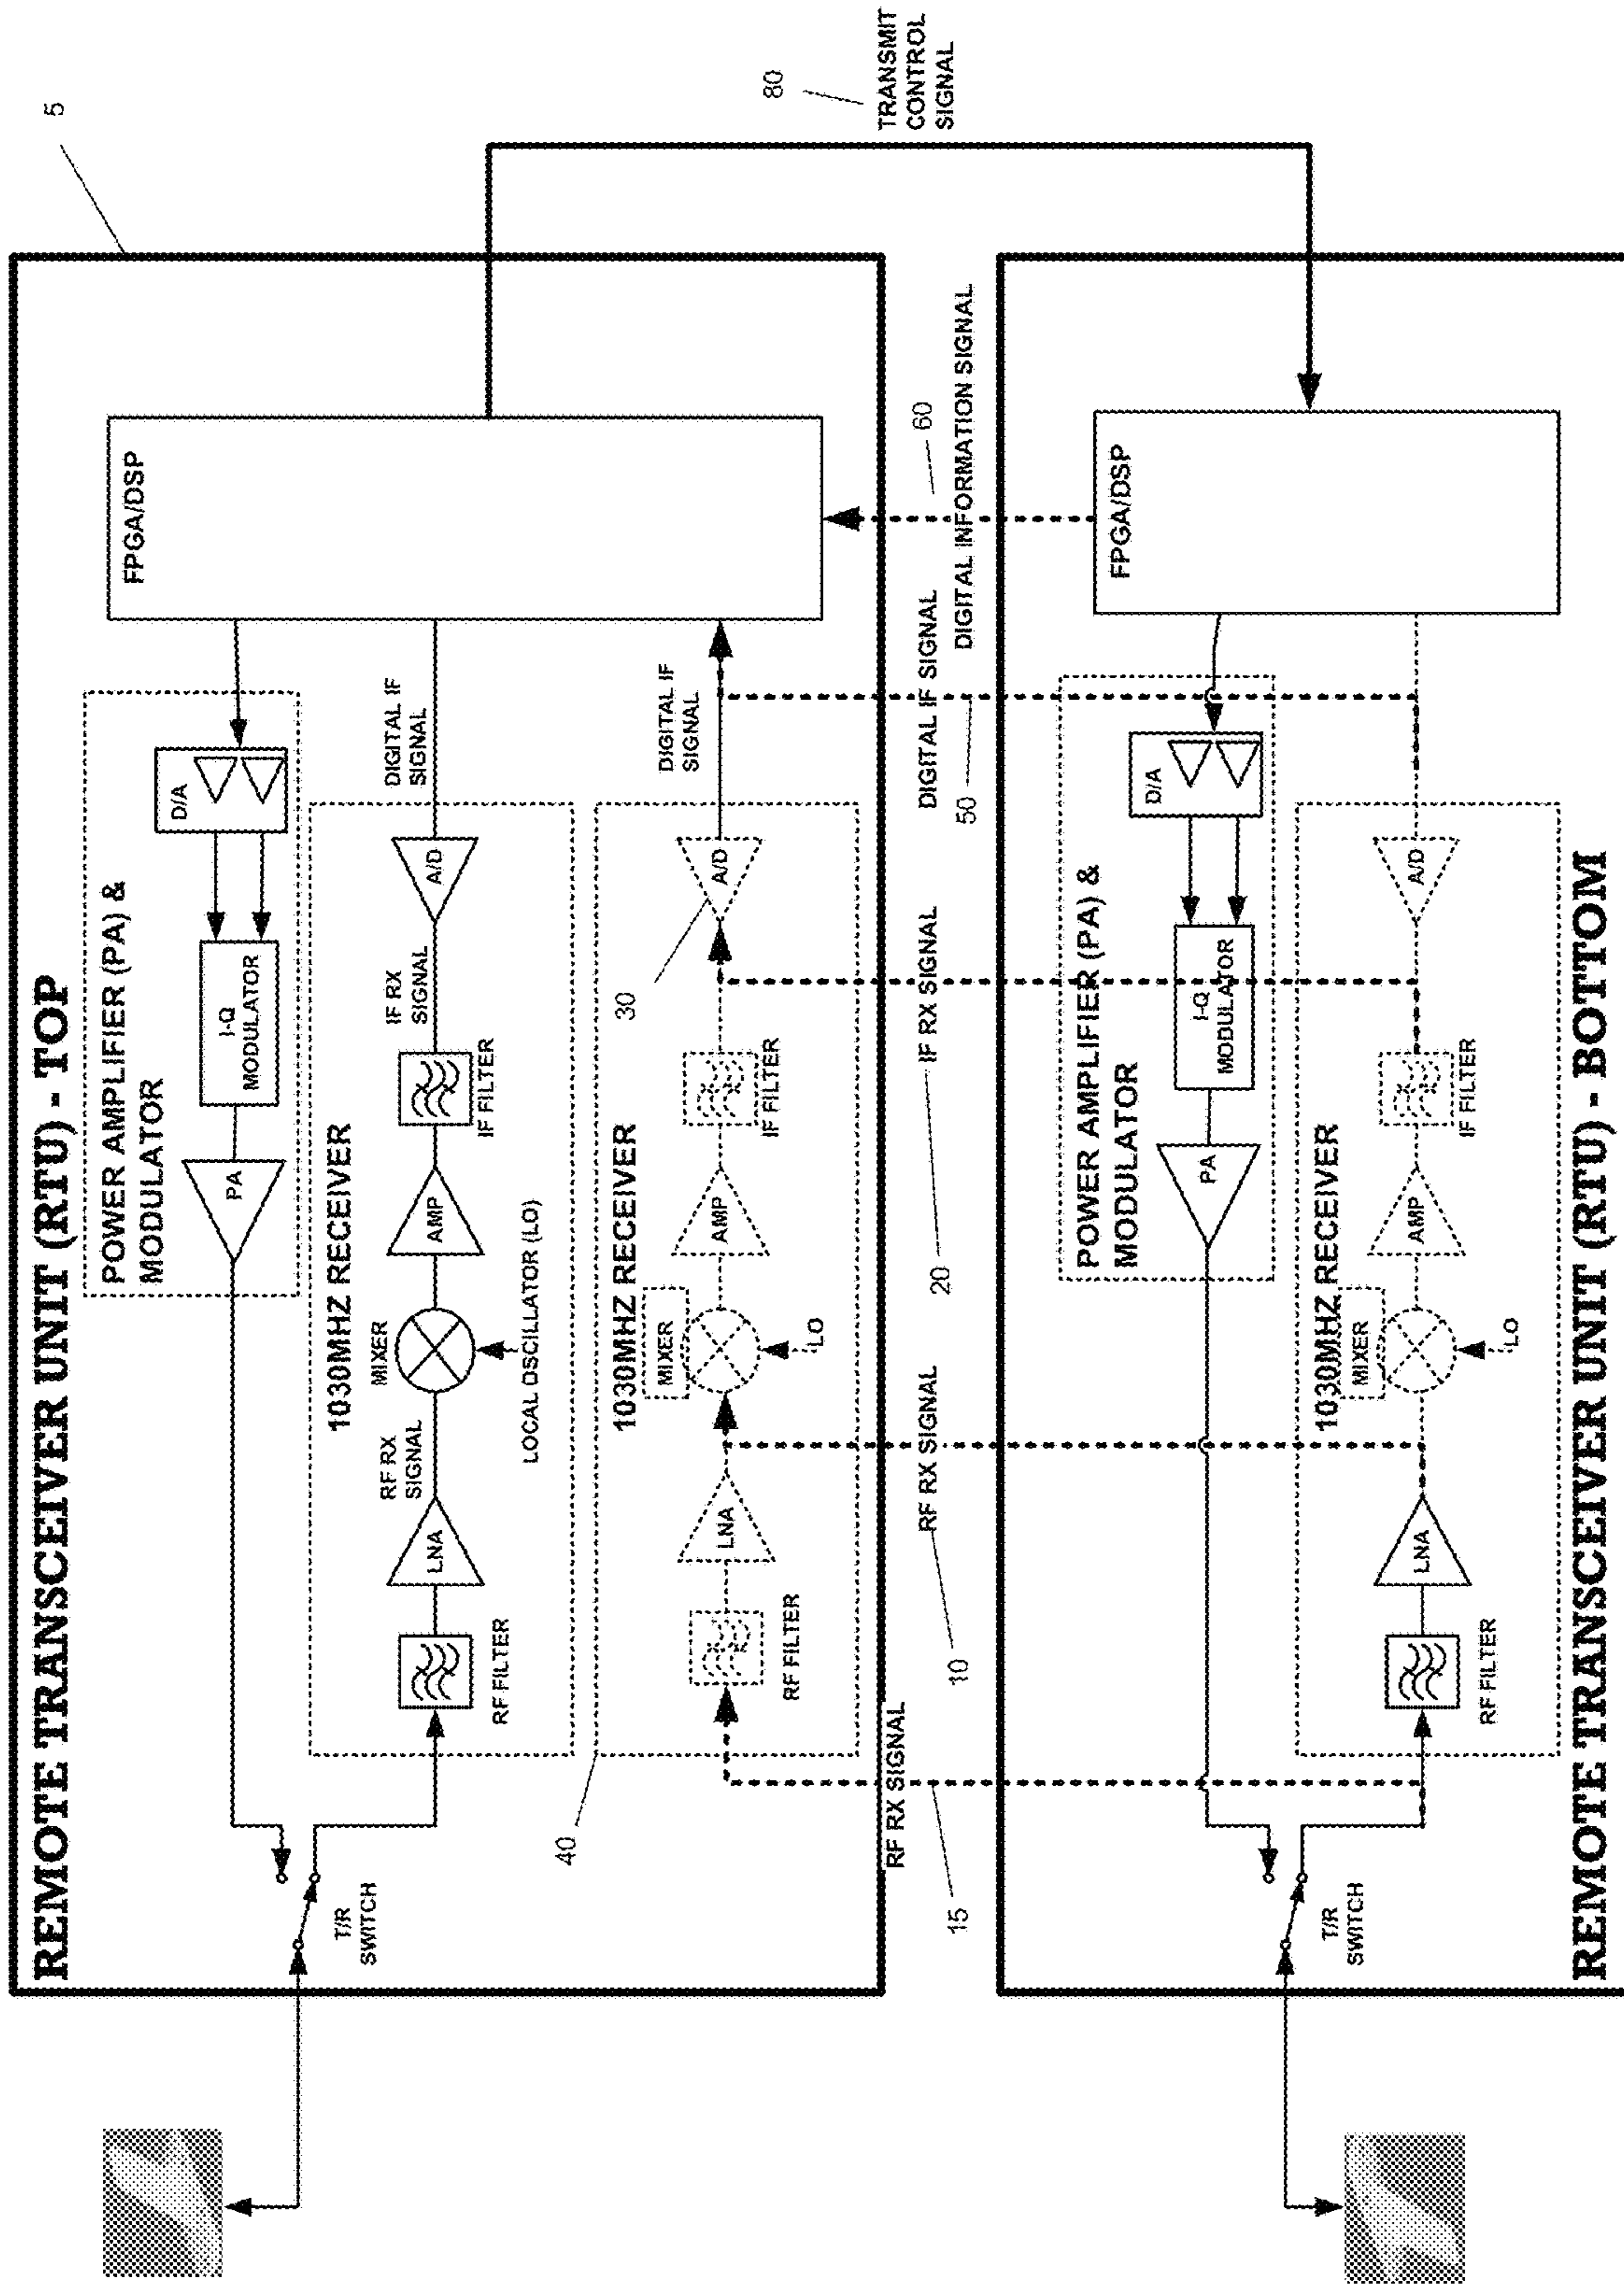 REMOTE TRANSCEIVER UNIT (RTU) - TOP
5
POWER AMPLIFIER (PA) &
MODULATOR
PA
I-Q
MODULATOR
D/A
FPGA/DSP
T/R
SWITCH
1030MHZ RECEIVER
RF FILTER
LNA
RF RX
SIGNAL
MIXER
LOCAL OSCILLATOR (LO)
AMP
IF FILTER
IF RX
SIGNAL
A/D
DIGITAL IF
SIGNAL
40
1030MHZ RECEIVER
RF FILTER
LNA
MIXER
LO
AMP
IF FILTER
30
A/D
DIGITAL IF
SIGNAL
80
TRANSMIT
CONTROL
SIGNAL
RF RX SIGNAL
15
RF RX SIGNAL
10
IF RX SIGNAL
20
DIGITAL IF SIGNAL
50
DIGITAL INFORMATION SIGNAL
60
POWER AMPLIFIER (PA) &
MODULATOR
PA
I-Q
MODULATOR
D/A
FPGA/DSP
T/R
SWITCH
1030MHZ RECEIVER
RF FILTER
LNA
MIXER
LO
AMP
IF FILTER
A/D
REMOTE TRANSCEIVER UNIT (RTU) - BOTTOM